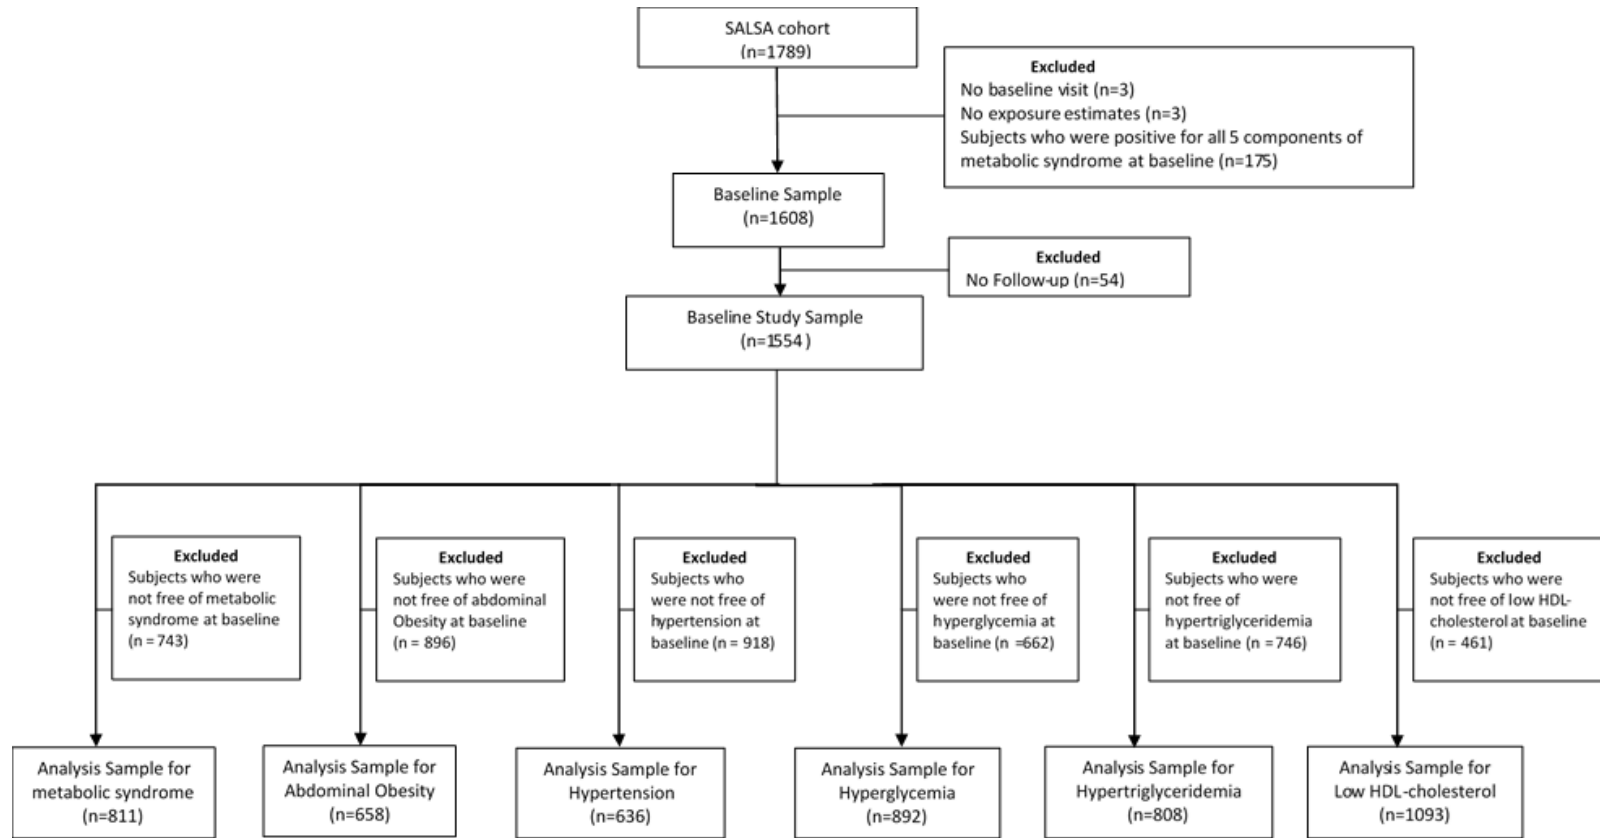 SALSA cohort
(n=1789)
Excluded
No baseline visit (n=3)
No exposure estimates (n=3)
Subjects who were positive for all 5 components of
metabolic syndrome at baseline (n=175)
Baseline Sample
(n=1608)
Excluded
No Follow-up (n=54)
Baseline Study Sample
(n=1554)
Excluded
Subjects who were
not free of metabolic
syndrome at baseline
(n = 743)
Excluded
Subjects who were
not free of abdominal
Obesity at baseline
(n = 896)
Excluded
Subjects who
were not free of
hypertension at
baseline (n = 918)
Excluded
Subjects who
were not free of
hyperglycemia at
baseline (n =662)
Excluded
Subjects who were
not free of
hypertriglyceridemia
at baseline (n = 746)
Excluded
Subjects who were
not free of low HDL-
cholesterol at baseline
(n = 461)
Analysis Sample for
metabolic syndrome
(n=811)
Analysis Sample for
Abdominal Obesity
(n=658)
Analysis Sample for
Hypertension
(n=636)
Analysis Sample for
Hyperglycemia
(n=892)
Analysis Sample for
Hypertriglyceridemia
(n=808)
Analysis Sample for
Low HDL-cholesterol
(n=1093)